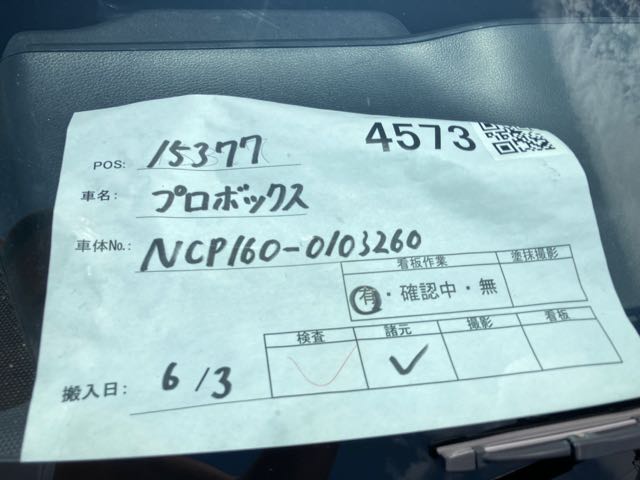 4573
POS: 15377
車名: プロボックス
車体No.: NCP160-0103260
看板作業 塗抹撮影
有・確認中・無
検査 諸元 撮影 看板
搬入日: 6/3